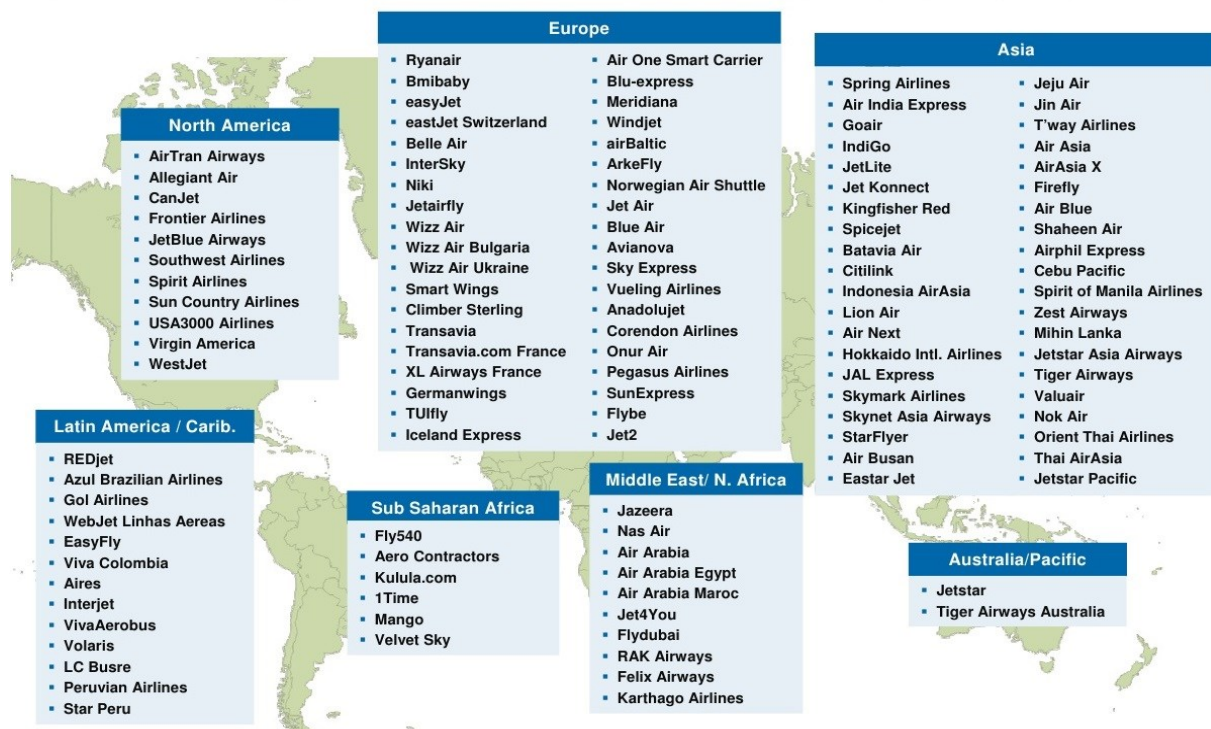 Europe
Ryanair
Bmibaby
easyJet
eastJet Switzerland
Belle Air
InterSky
Niki
Jetairfly
Wizz Air
Wizz Air Bulgaria
Wizz Air Ukraine
Smart Wings
Climber Sterling
Transavia
Transavia.com France
XL Airways France
Germanwings
TUIfly
Iceland Express
Air One Smart Carrier
Blu-express
Meridiana
Windjet
airBaltic
ArkeFly
Norwegian Air Shuttle
Jet Air
Blue Air
Avianova
Sky Express
Vueling Airlines
Anadolujet
Corendon Airlines
Onur Air
Pegasus Airlines
SunExpress
Flybe
Jet2
Asia
Spring Airlines
Air India Express
Goair
IndiGo
JetLite
Jet Konnect
Kingfisher Red
Spicejet
Batavia Air
Citilink
Indonesia AirAsia
Lion Air
Air Next
Hokkaido Intl. Airlines
JAL Express
Skymark Airlines
Skynet Asia Airways
StarFlyer
Air Busan
Eastar Jet
Jeju Air
Jin Air
T'way Airlines
Air Asia
AirAsia X
Firefly
Air Blue
Shaheen Air
Airphil Express
Cebu Pacific
Spirit of Manila Airlines
Zest Airways
Mihin Lanka
Jetstar Asia Airways
Tiger Airways
Valuair
Nok Air
Orient Thai Airlines
Thai AirAsia
Jetstar Pacific
North America
AirTran Airways
Allegiant Air
CanJet
Frontier Airlines
JetBlue Airways
Southwest Airlines
Spirit Airlines
Sun Country Airlines
USA3000 Airlines
Virgin America
WestJet
Latin America / Carib.
REDjet
Azul Brazilian Airlines
Gol Airlines
WebJet Linhas Aereas
EasyFly
Viva Colombia
Aires
Interjet
VivaAerobus
Volaris
LC Busre
Peruvian Airlines
Star Peru
Sub Saharan Africa
Fly540
Aero Contractors
Kulula.com
1Time
Mango
Velvet Sky
Middle East/ N. Africa
Jazeera
Nas Air
Air Arabia
Air Arabia Egypt
Air Arabia Maroc
Jet4You
Flydubai
RAK Airways
Felix Airways
Karthago Airlines
Australia/Pacific
Jetstar
Tiger Airways Australia